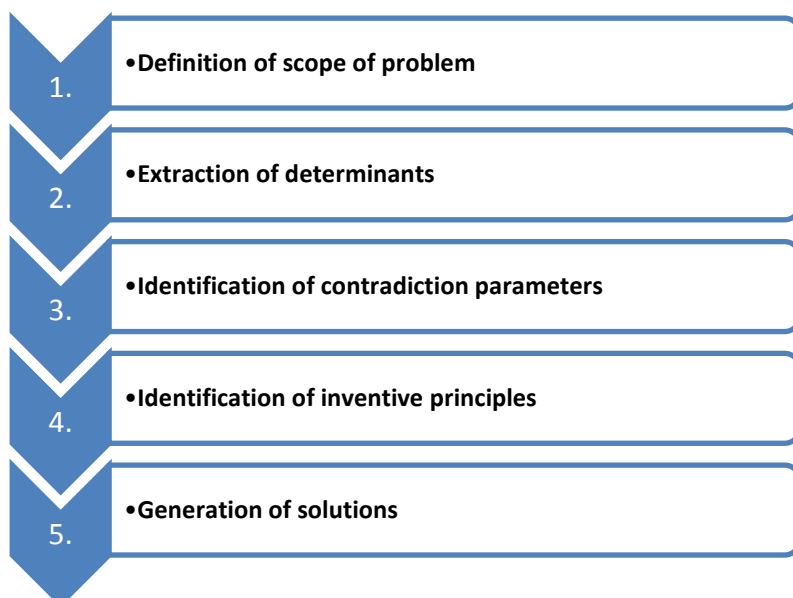 1. •Definition of scope of problem
2. •Extraction of determinants
3. •Identification of contradiction parameters
4. •Identification of inventive principles
5. •Generation of solutions